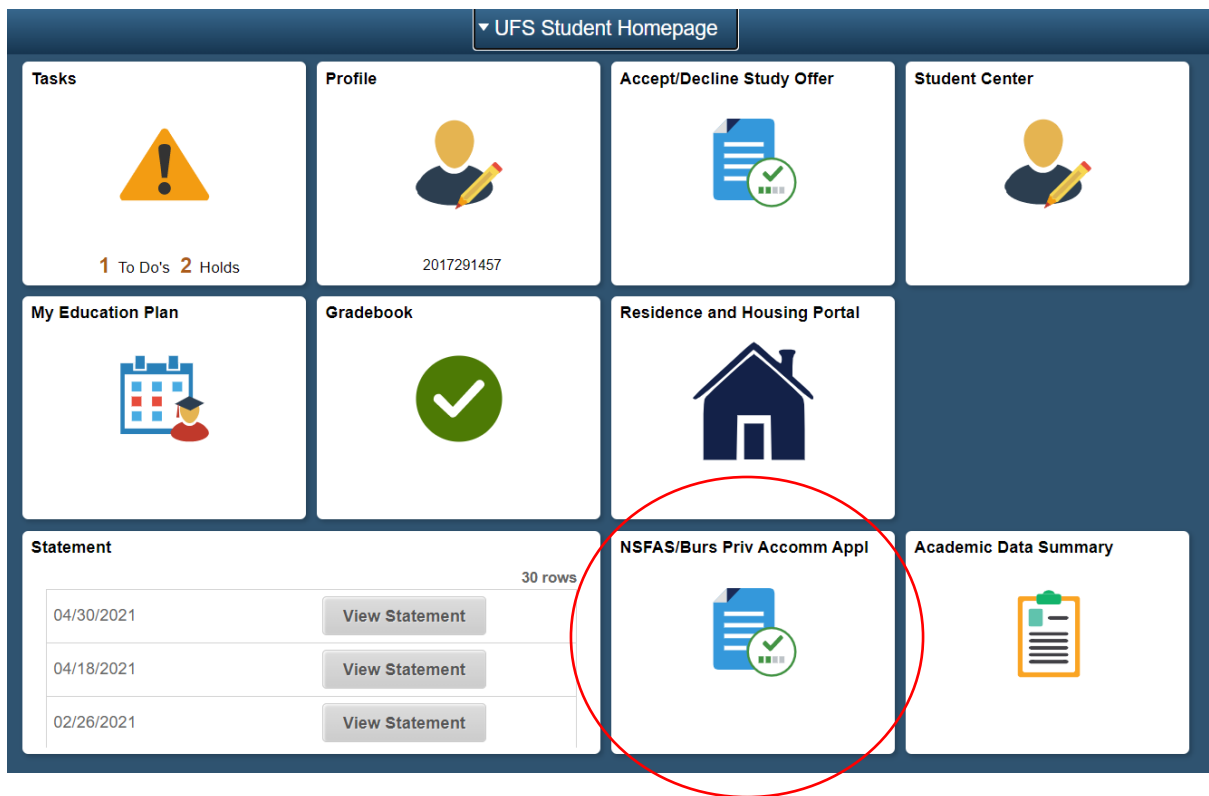 UFS Student Homepage
Tasks
1 To Do's 2 Holds
Profile
2017291457
Accept/Decline Study Offer
Student Center
My Education Plan
Gradebook
Residence and Housing Portal
Statement
30 rows
04/30/2021 View Statement
04/18/2021 View Statement
02/26/2021 View Statement
NSFAS/Burs Priv Accomm Appl
Academic Data Summary